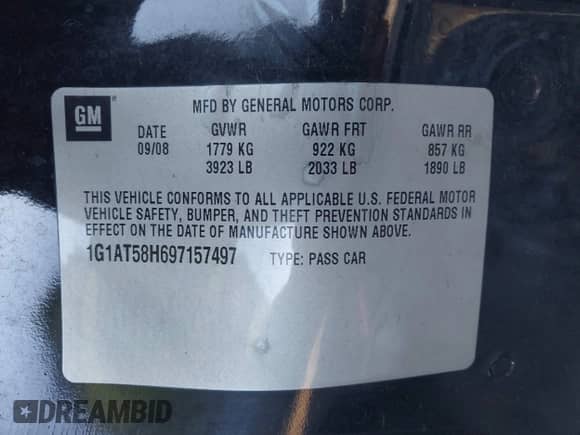 GM ®
MFD BY GENERAL MOTORS CORP.
DATE GVWR GAWR FRT GAWR RR
09/08 1779 KG 922 KG 857 KG
3923 LB 2033 LB 1890 LB
THIS VEHICLE CONFORMS TO ALL APPLICABLE U.S. FEDERAL MOTOR
VEHICLE SAFETY, BUMPER, AND THEFT PREVENTION STANDARDS IN
EFFECT ON THE DATE OF MANUFACTURE SHOWN ABOVE.
1G1AT58H697157497 TYPE: PASS CAR
DREAMBID